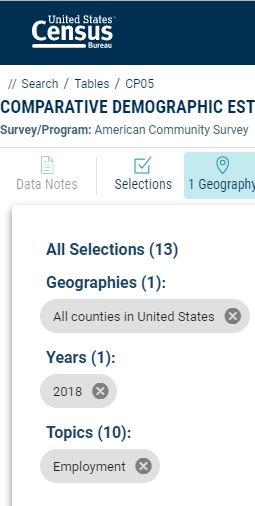 United States™
Census
Bureau
// Search / Tables / CP05
COMPARATIVE DEMOGRAPHIC EST
Survey/Program: American Community Survey
Data Notes
Selections
1 Geography
All Selections (13)
Geographies (1):
All counties in United States
Years (1):
2018
Topics (10):
Employment